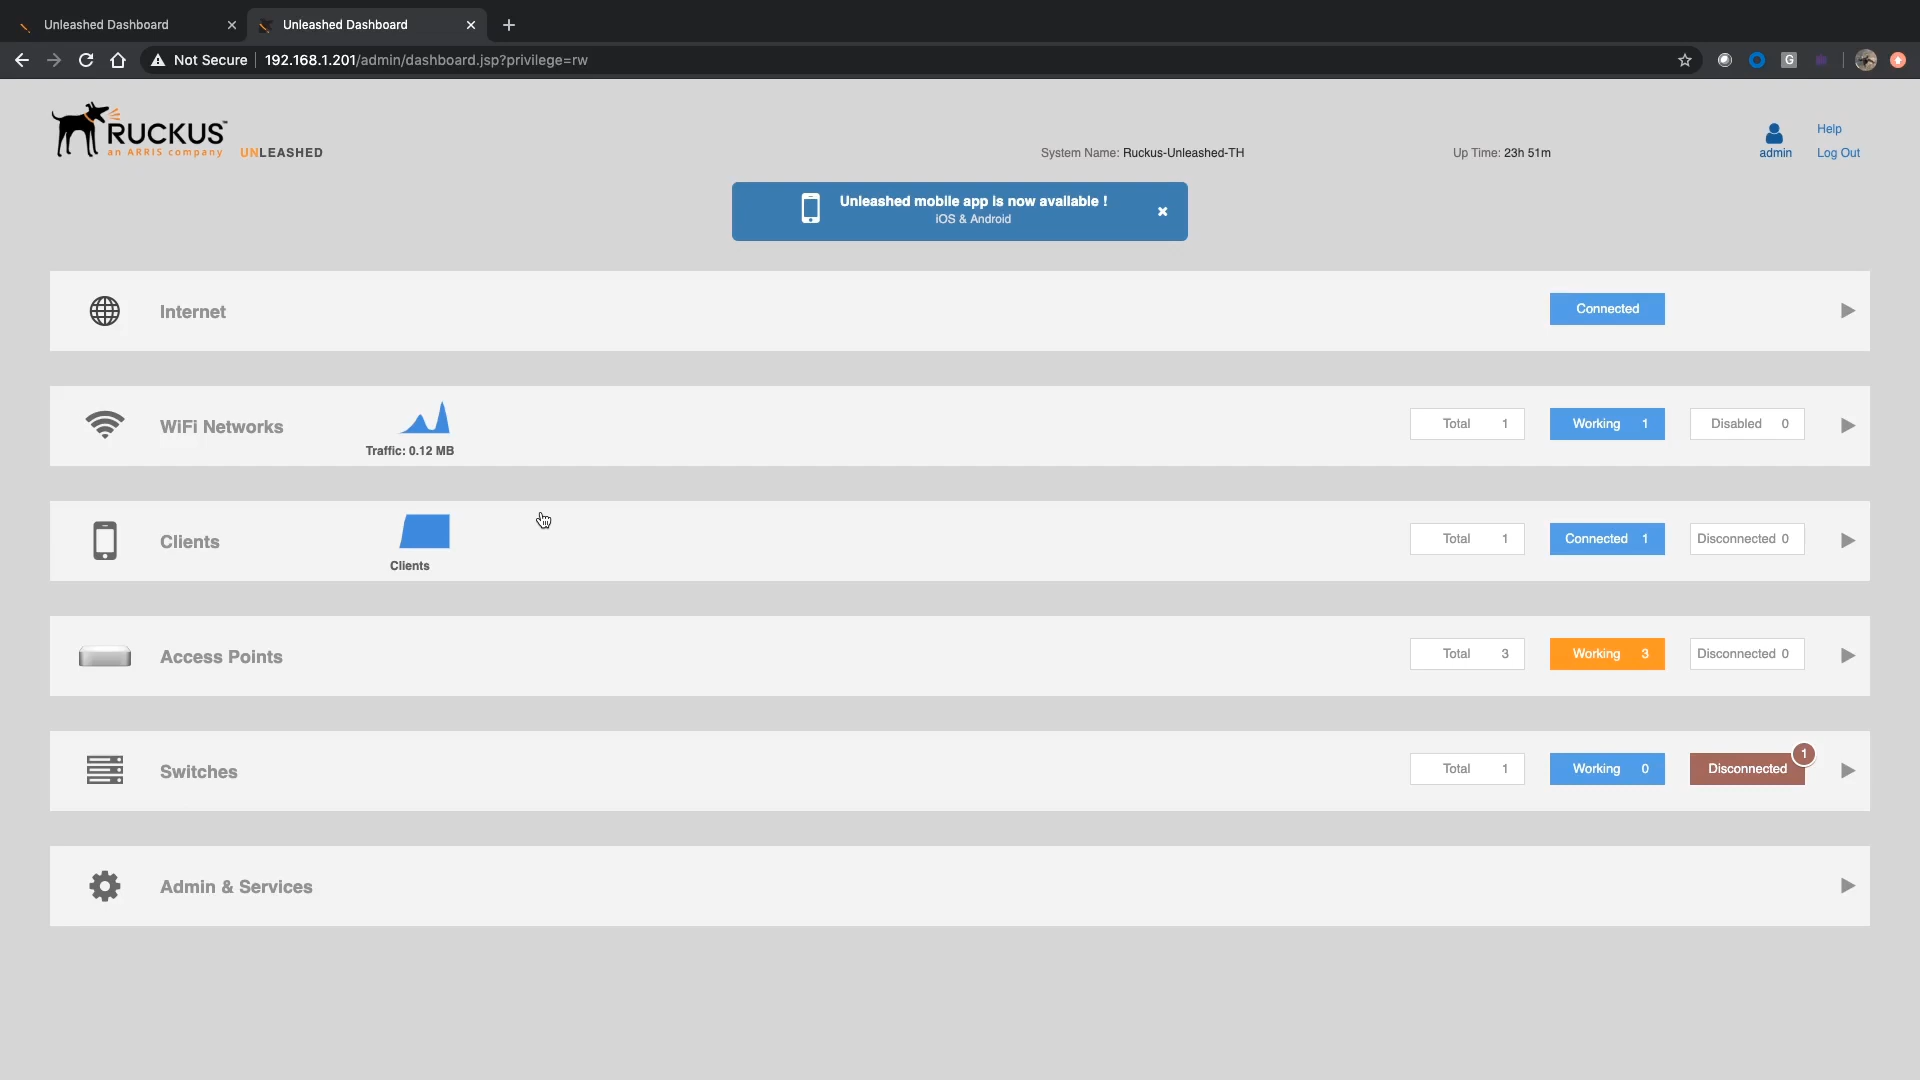 Unleashed Dashboard
Unleashed Dashboard
Not Secure 192.168.1.201/admin/dashboard.jsp?privilege=rw
G
RUCKUS™
an ARRIS company
UNLEASHED
System Name: Ruckus-Unleashed-TH
Up Time: 23h 51m
admin
Help
Log Out
Unleashed mobile app is now available !
iOS & Android
Internet
Connected
WiFi Networks
Traffic: 0.12 MB
Total 1
Working 1
Disabled 0
Clients
Clients
Total 1
Connected 1
Disconnected 0
Access Points
Total 3
Working 3
Disconnected 0
Switches
Total 1
Working 0
Disconnected 1
Admin & Services